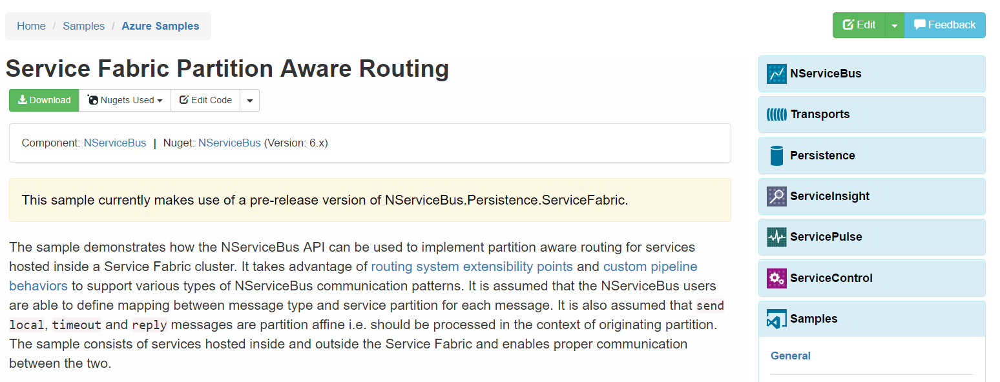 Home / Samples / Azure Samples
Edit
Feedback
Service Fabric Partition Aware Routing
Download
Nugets Used
Edit Code
Component: NServiceBus | Nuget: NServiceBus (Version: 6.x)
This sample currently makes use of a pre-release version of NServiceBus.Persistence.ServiceFabric.
The sample demonstrates how the NServiceBus API can be used to implement partition aware routing for services
hosted inside a Service Fabric cluster. It takes advantage of routing system extensibility points and custom pipeline
behaviors to support various types of NServiceBus communication patterns. It is assumed that the NServiceBus users
are able to define mapping between message type and service partition for each message. It is also assumed that send
local, timeout and reply messages are partition affine i.e. should be processed in the context of originating partition.
The sample consists of services hosted inside and outside the Service Fabric and enables proper communication
between the two.
NServiceBus
Transports
Persistence
ServiceInsight
ServicePulse
ServiceControl
Samples
General